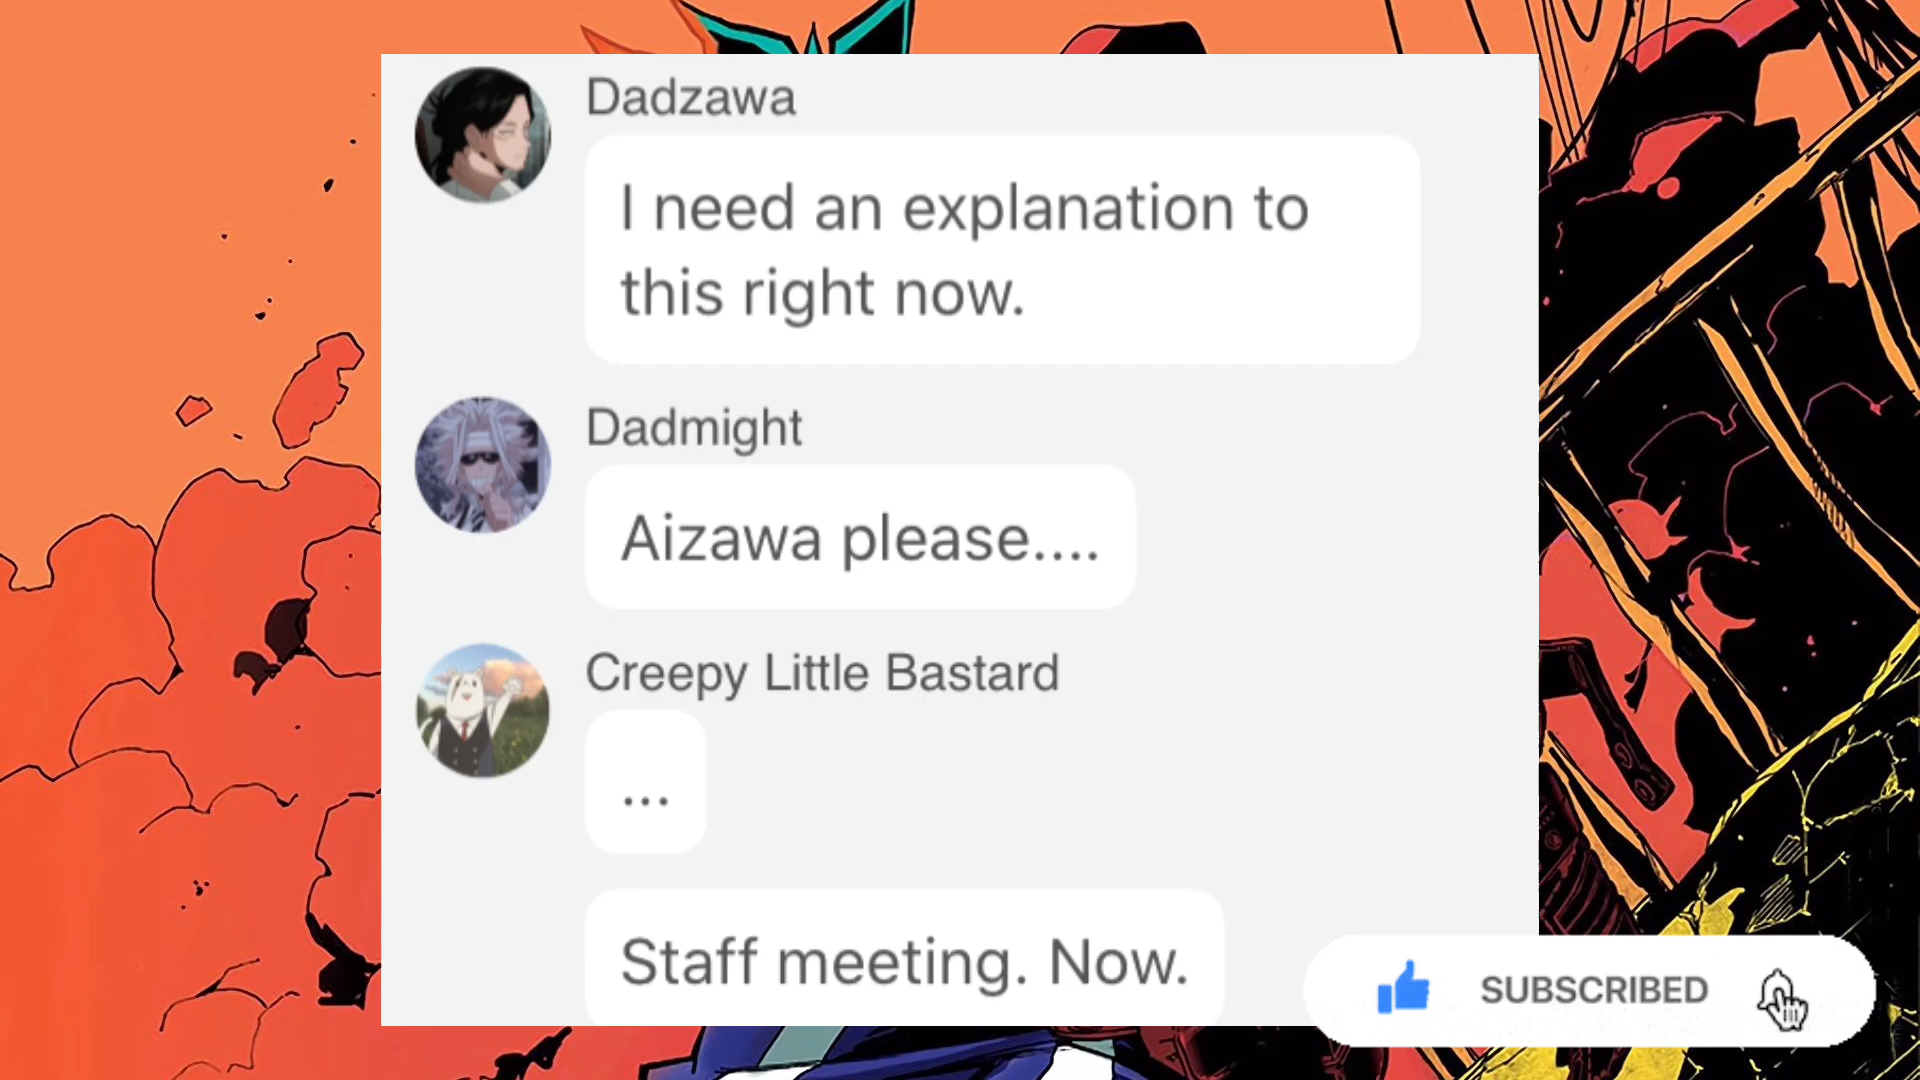 Dadzawa
I need an explanation to
this right now.
Dadmight
Aizawa please....
Creepy Little Bastard
...
Staff meeting. Now.
SUBSCRIBED